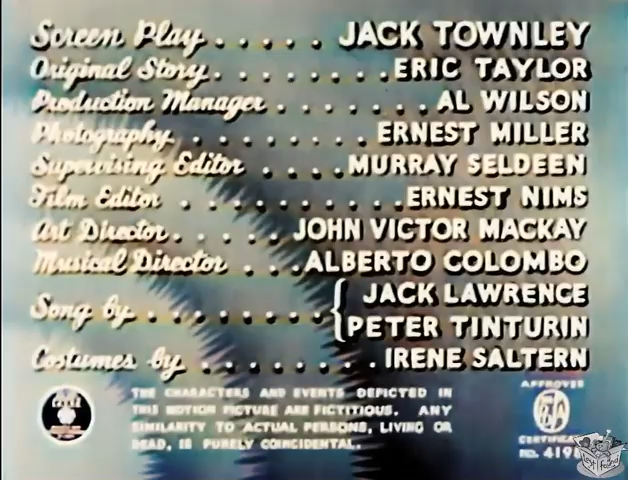 Screen Play . . . . . JACK TOWNLEY
Original Story . . . . . . . . ERIC TAYLOR
Production Manager . . . . . . . AL WILSON
Photography . . . . . . . . ERNEST MILLER
Supervising Editor . . . . MURRAY SELDEEN
Film Editor . . . . . . . . . . ERNEST NIMS
Art Director . . . . . JOHN VICTOR MACKAY
Musical Director . . . ALBERTO COLOMBO
Song by . . . . . . . . { JACK LAWRENCE
PETER TINTURIN
Costumes by . . . . . . . . IRENE SALTERN
THE CHARACTERS AND EVENTS DEPICTED IN
THIS MOTION PICTURE ARE FICTITIOUS. ANY
SIMILARITY TO ACTUAL PERSONS, LIVING OR
DEAD, IS PURELY COINCIDENTAL.
APPROVED
CERTIFICATE
NO.